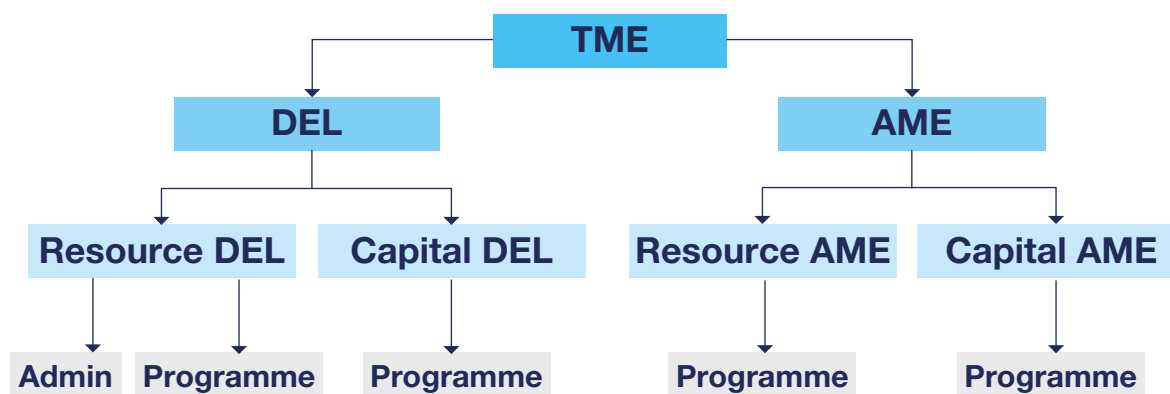 TME
DEL
AME
Resource DEL
Capital DEL
Resource AME
Capital AME
Admin
Programme
Programme
Programme
Programme